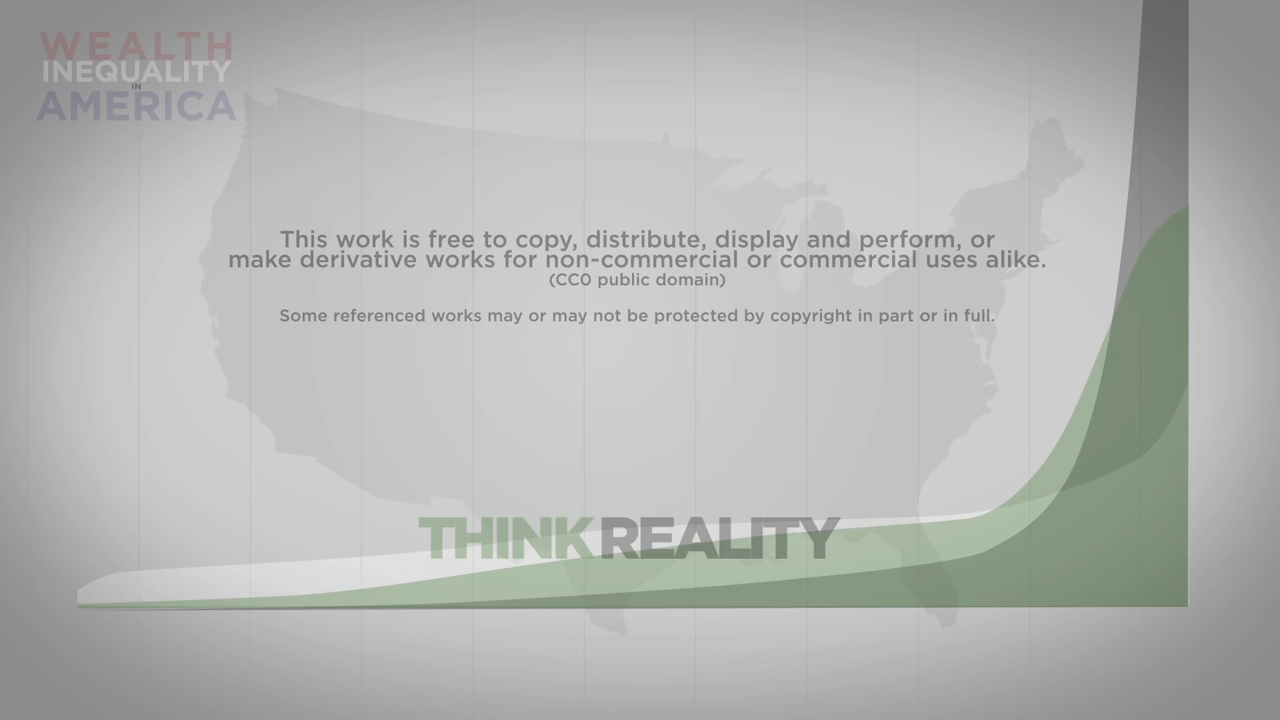 WEALTH
INEQUALITY
IN
AMERICA
This work is free to copy, distribute, display and perform, or
make derivative works for non-commercial or commercial uses alike.
(CC0 public domain)
Some referenced works may or may not be protected by copyright in part or in full.
THINKREALITY